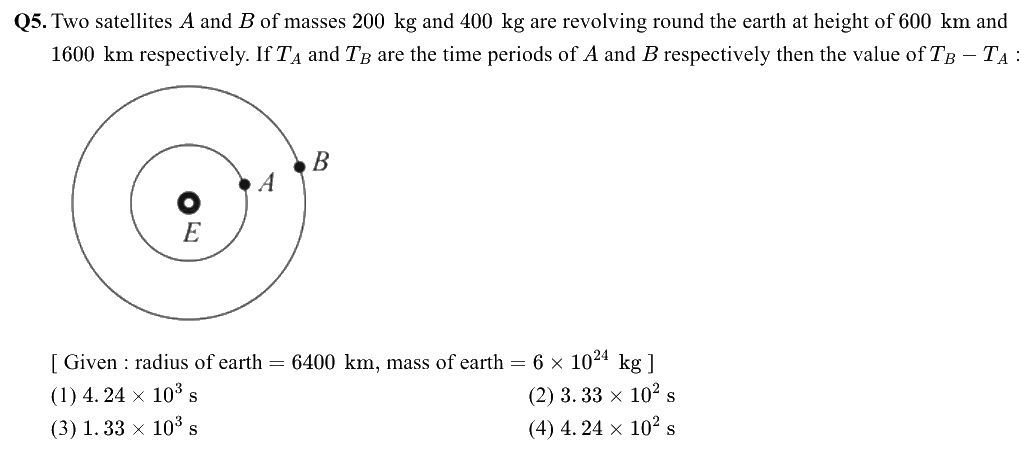 Q5. Two satellites A and B of masses 200 kg and 400 kg are revolving round the earth at height of 600 km and
1600 km respectively. If T_A and T_B are the time periods of A and B respectively then the value of T_B − T_A :
B
A
E
[ Given : radius of earth = 6400 km, mass of earth = 6 × 10^24 kg ]
(1) 4. 24 × 10^3 s (2) 3. 33 × 10^2 s
(3) 1. 33 × 10^3 s (4) 4. 24 × 10^2 s